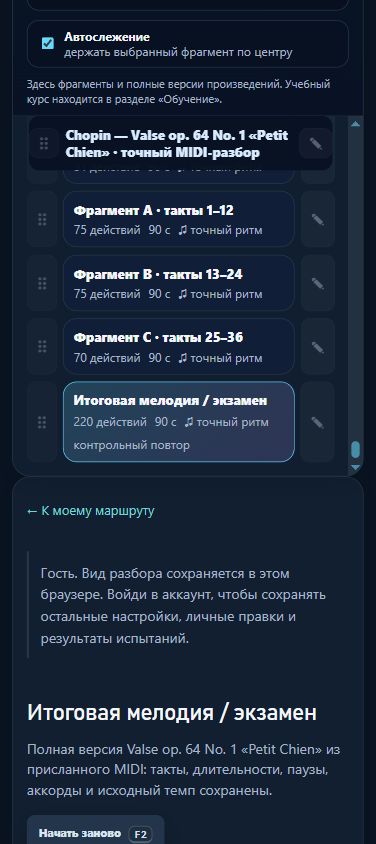 Автослежение
держать выбранный фрагмент по центру
Здесь фрагменты и полные версии произведений. Учебный
курс находится в разделе «Обучение».
Chopin — Valse op. 64 No. 1 «Petit
Chien» · точный MIDI-разбор
Фрагмент A · такты 1–12
75 действий 90 с ♫ точный ритм
Фрагмент B · такты 13–24
75 действий 90 с ♫ точный ритм
Фрагмент C · такты 25–36
70 действий 90 с ♫ точный ритм
Итоговая мелодия / экзамен
220 действий 90 с ♫ точный ритм
контрольный повтор
← К моему маршруту
Гость. Вид разбора сохраняется в этом
браузере. Войди в аккаунт, чтобы сохранять
остальные настройки, личные правки и
результаты испытаний.
Итоговая мелодия / экзамен
Полная версия Valse op. 64 No. 1 «Petit Chien» из
присланного MIDI: такты, длительности, паузы,
аккорды и исходный темп сохранены.
Начать заново F2